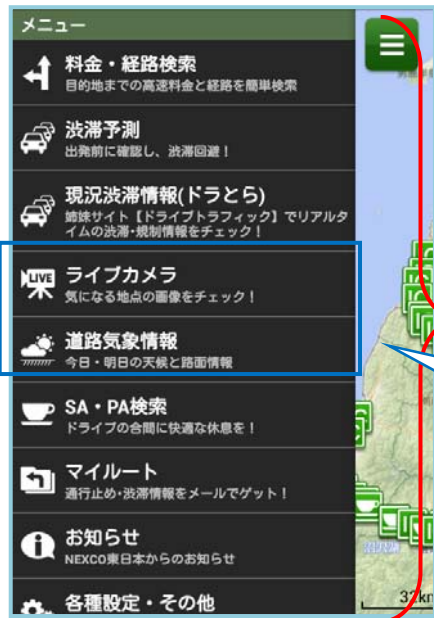 メニュー
料金・経路検索
目的地までの高速料金と経路を簡単検索
渋滞予測
出発前に確認し、渋滞回避！
現況渋滞情報(ドラとら)
姉妹サイト【ドライブトラフィック】でリアルタ
イムの渋滞・規制情報をチェック！
LIVE
ライブカメラ
気になる地点の画像をチェック！
道路気象情報
今日・明日の天候と路面情報
SA・PA検索
ドライブの合間に快適な休息を！
マイルート
通行止め・渋滞情報をメールでゲット！
お知らせ
NEXCO東日本からのお知らせ
各種設定・その他